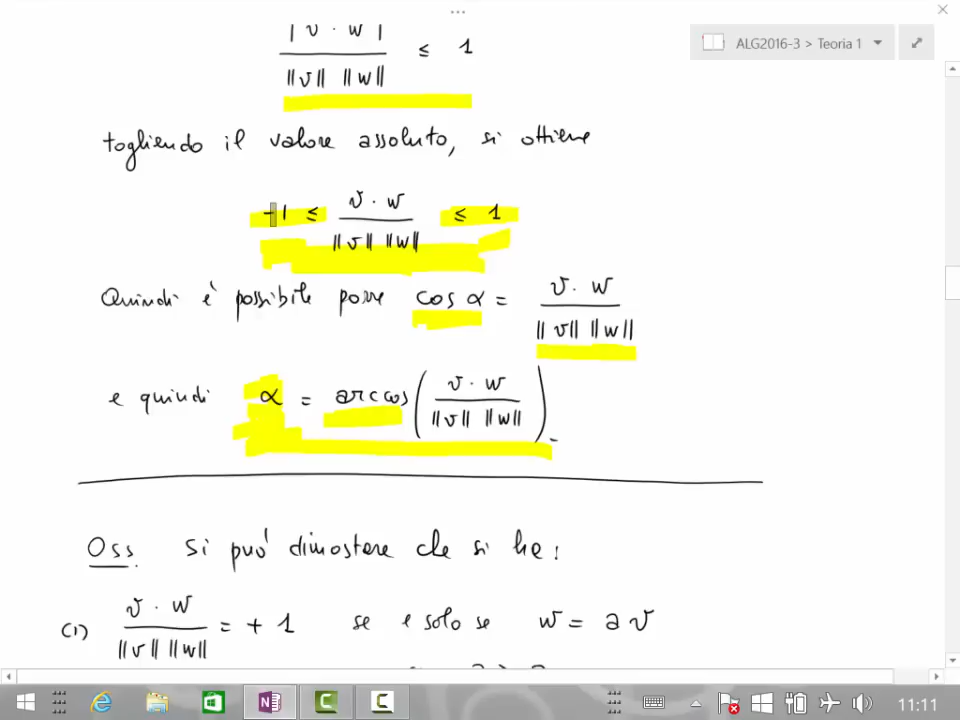 ...
ALG2016-3 > Teoria 1
| v · w | / ||v|| ||w|| ≤ 1
togliendo il valore assoluto, si ottiene
-1 ≤ v · w / ||v|| ||w|| ≤ 1
Quindi è possibile porre cos α = v · w / ||v|| ||w||
e quindi α = arccos ( v · w / ||v|| ||w|| ).
Oss. Si può dimostere che si ha:
(1) v · w / ||v|| ||w|| = + 1 se e solo se w = a v
11:11